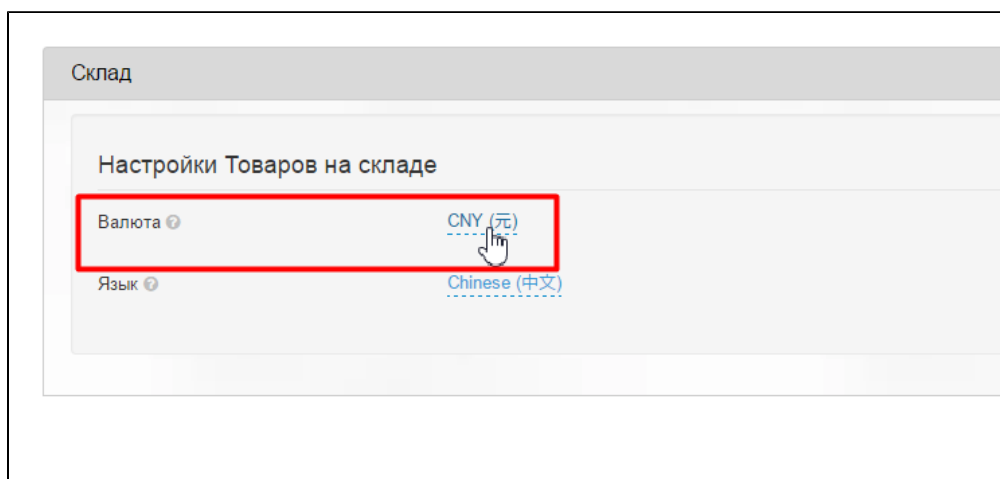 Склад
Настройки Товаров на складе
Валюта ?
CNY (元)
Язык ?
Chinese (中文)